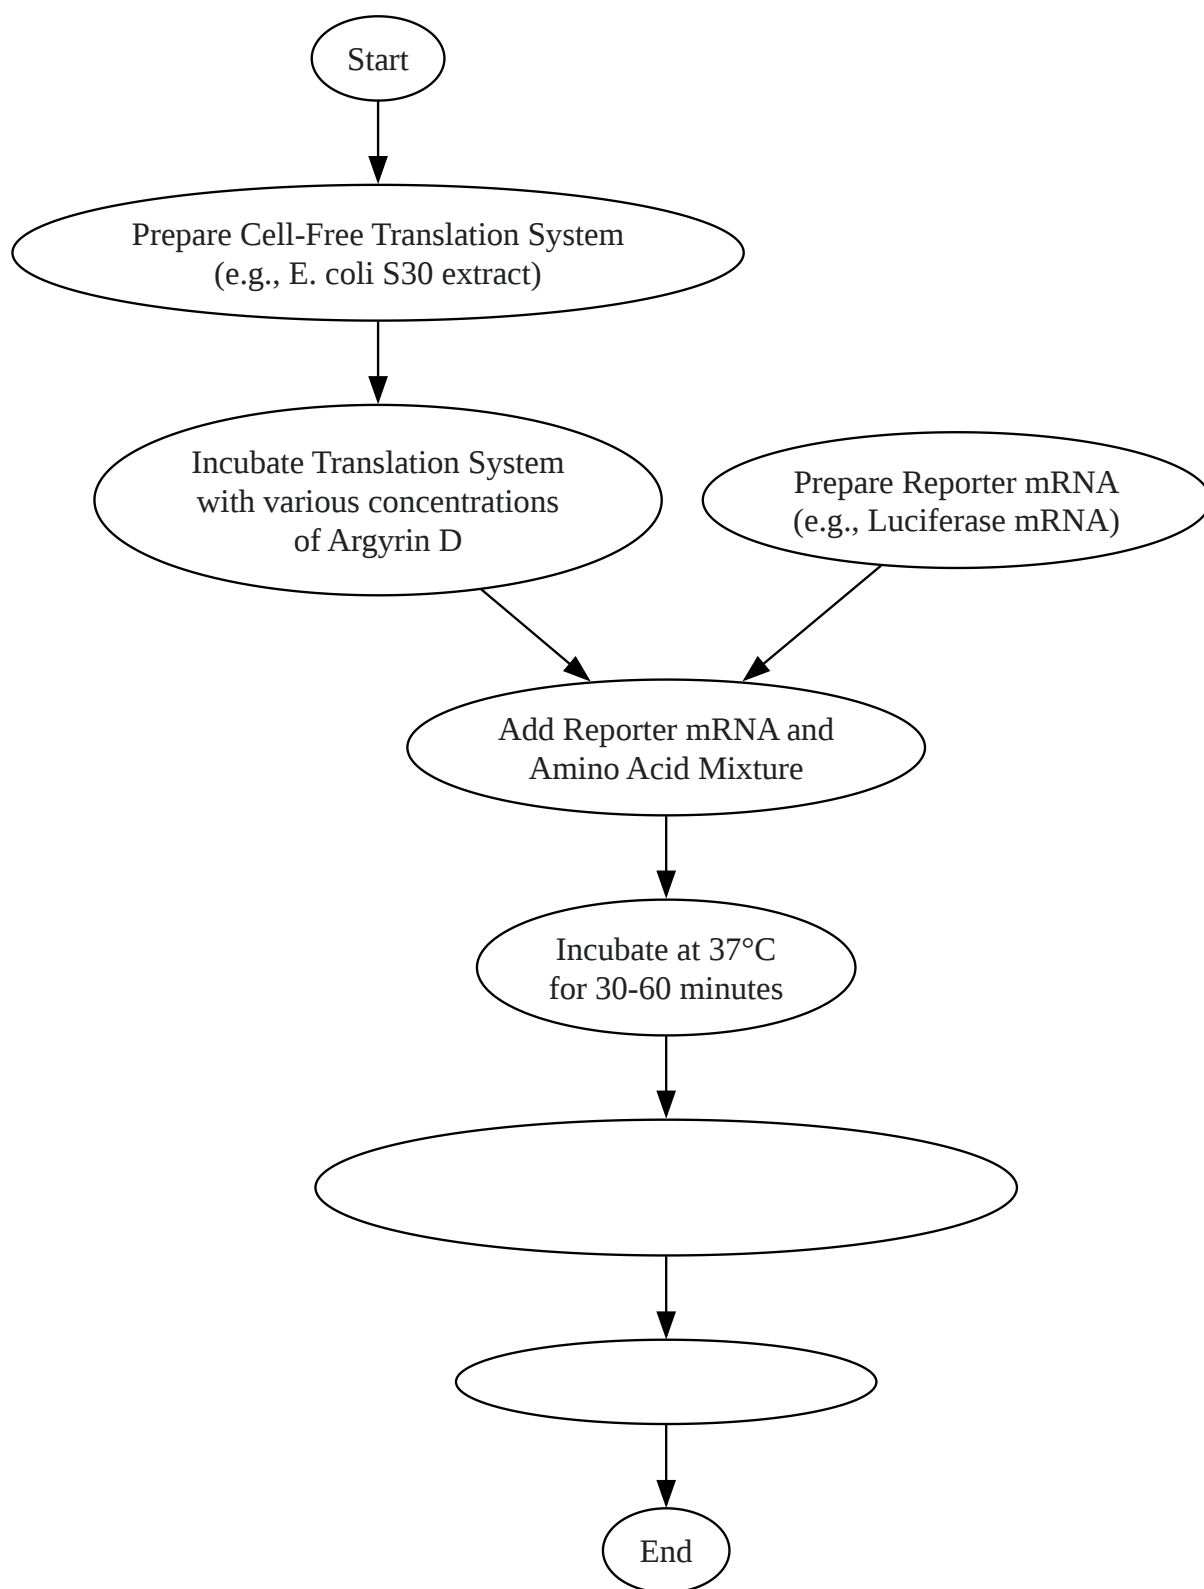 Start
Prepare Cell-Free Translation System
(e.g., E. coli S30 extract)
Incubate Translation System
with various concentrations
of Argyrin D
Prepare Reporter mRNA
(e.g., Luciferase mRNA)
Add Reporter mRNA and
Amino Acid Mixture
Incubate at 37°C
for 30-60 minutes
End